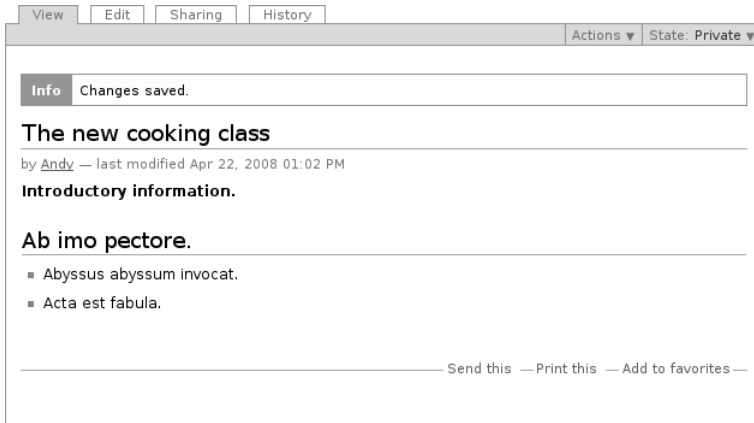 View Edit Sharing History
Actions ▼ State: Private ▼
Info Changes saved.
The new cooking class
by Andy — last modified Apr 22, 2008 01:02 PM
Introductory information.
Ab imo pectore.
Abyssus abyssum invocat.
Acta est fabula.
Send this — Print this — Add to favorites —